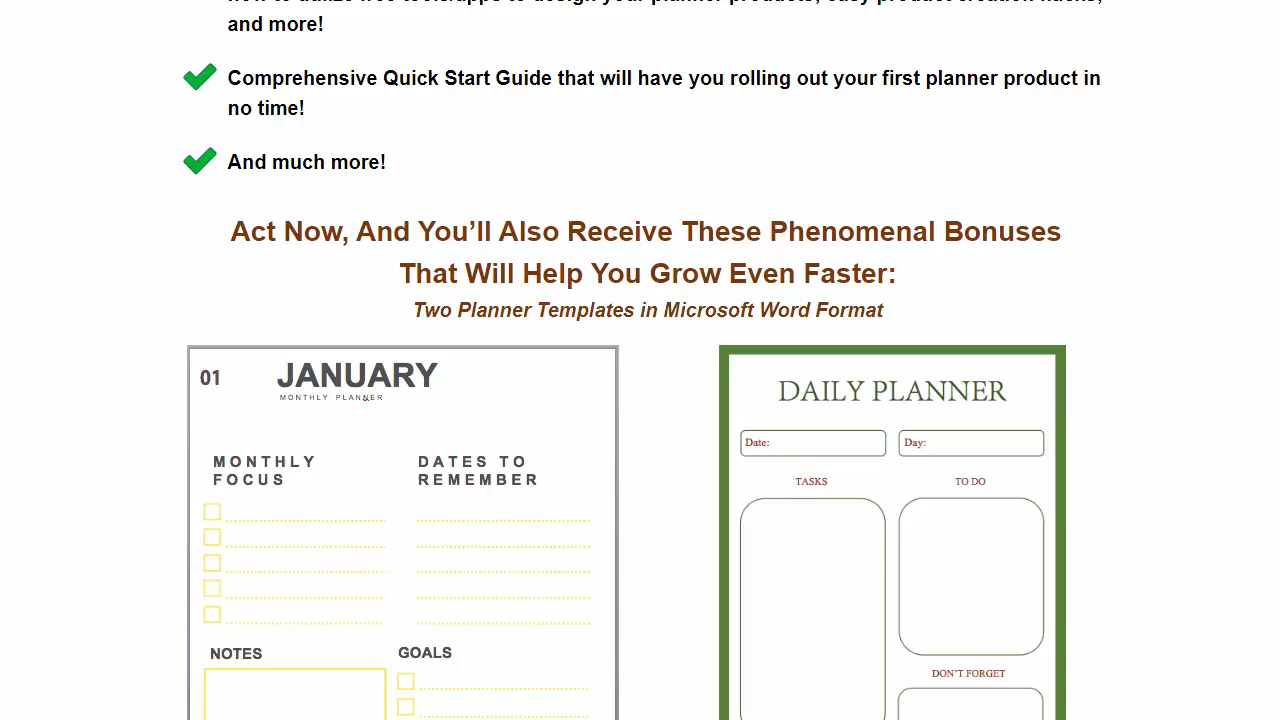 and more!
Comprehensive Quick Start Guide that will have you rolling out your first planner product in
no time!
And much more!
Act Now, And You’ll Also Receive These Phenomenal Bonuses
That Will Help You Grow Even Faster:
Two Planner Templates in Microsoft Word Format
01
JANUARY
MONTHLY PLANNER
MONTHLY
FOCUS
DATES TO
REMEMBER
NOTES
GOALS
DAILY PLANNER
Date:
Day:
TASKS
TO DO
DON’T FORGET